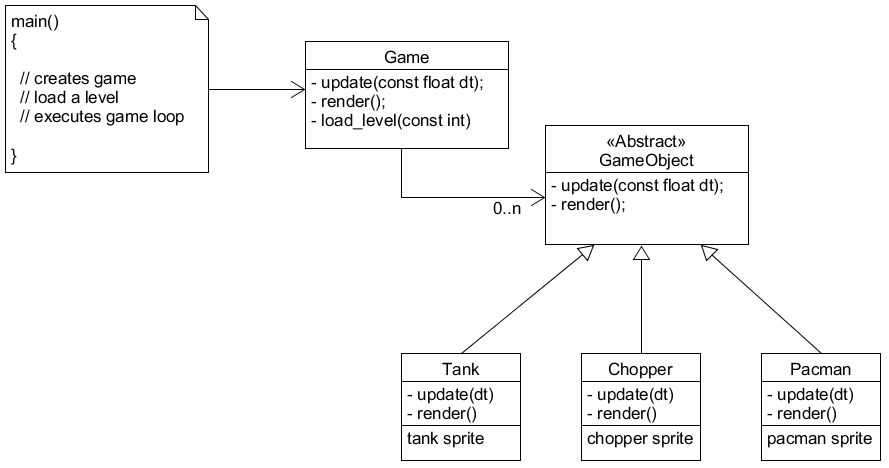 main()
{
// creates game
// load a level
// executes game loop
}
Game
- update(const float dt);
- render();
- load_level(const int)
0..n
«Abstract»
GameObject
- update(const float dt);
- render();
Tank
- update(dt)
- render()
tank sprite
Chopper
- update(dt)
- render()
chopper sprite
Pacman
- update(dt)
- render()
pacman sprite